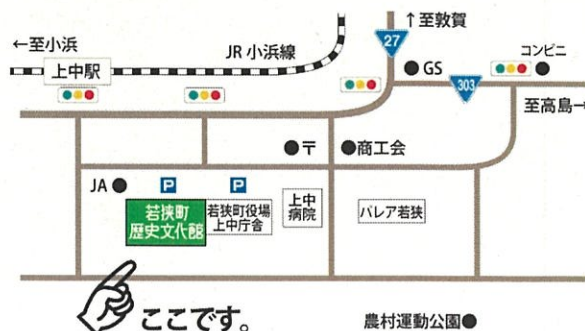 ↑至敦賀
27
←至小浜
JR 小浜線
コンビニ
上中駅
GS
303
至高島→
〒
商工会
JA
P
P
若狭町
歴史文化館
若狭町役場
上中庁舎
上中
病院
パレア若狭
ここです。
農村運動公園